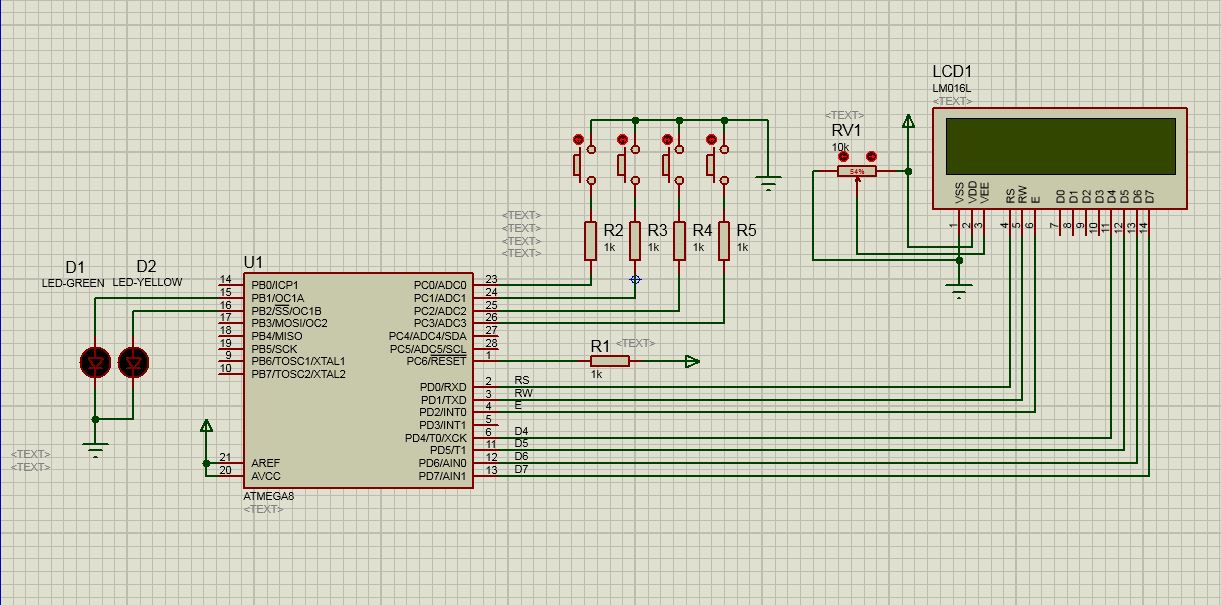 LCD1
LM016L
<TEXT>
<TEXT>
RV1
10k
54%
VSS
VDD
VEE
RS
RW
E
D0
D1
D2
D3
D4
D5
D6
D7
1
2
3
4
5
6
7
8
9
10
11
12
13
14
<TEXT>
<TEXT>
<TEXT>
<TEXT>
R2
1k
R3
1k
R4
1k
R5
1k
D1
LED-GREEN
D2
LED-YELLOW
U1
14 PB0/ICP1 PC0/ADC0 23
15 PB1/OC1A PC1/ADC1 24
16 PB2/SS/OC1B PC2/ADC2 25
17 PB3/MOSI/OC2 PC3/ADC3 26
18 PB4/MISO PC4/ADC4/SDA 27
19 PB5/SCK PC5/ADC5/SCL 28
9 PB6/TOSC1/XTAL1 PC6/RESET 1
10 PB7/TOSC2/XTAL2
R1 <TEXT>
1k
PD0/RXD 2 RS
PD1/TXD 3 RW
PD2/INT0 4 E
PD3/INT1 5
PD4/T0/XCK 6 D4
PD5/T1 11 D5
21 AREF PD6/AIN0 12 D6
20 AVCC PD7/AIN1 13 D7
<TEXT>
<TEXT>
ATMEGA8
<TEXT>